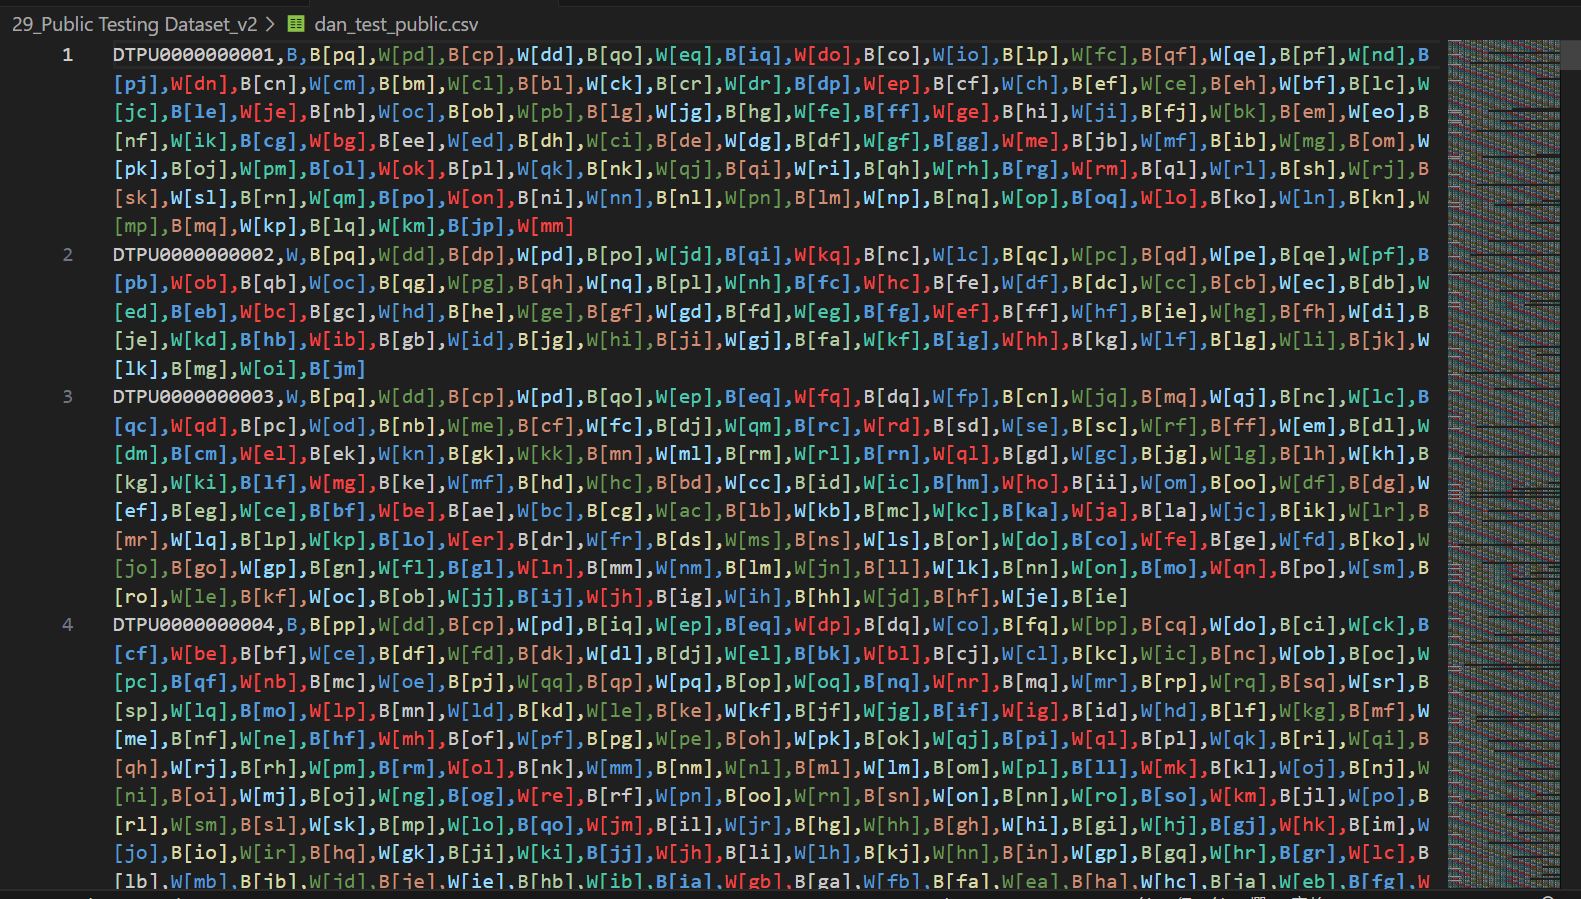 29_Public Testing Dataset_v2 > dan_test_public.csv
1 DTPU0000000001,B,B[pq],W[pd],B[cp],W[dd],B[qo],W[eq],B[iq],W[do],B[co],W[io],B[lp],W[fc],B[qf],W[qe],B[pf],W[nd],B
[pj],W[dn],B[cn],W[cm],B[bm],W[cl],B[bl],W[ck],B[cr],W[dr],B[dp],W[ep],B[cf],W[ch],B[ef],W[ce],B[eh],W[bf],B[lc],W
[jc],B[le],W[je],B[nb],W[oc],B[ob],W[pb],B[lg],W[jg],B[hg],W[fe],B[ff],W[ge],B[hi],W[ji],B[fj],W[bk],B[em],W[eo],B
[nf],W[ik],B[cg],W[bg],B[ee],W[ed],B[dh],W[ci],B[de],W[dg],B[df],W[gf],B[gg],W[me],B[jb],W[mf],B[ib],W[mg],B[om],W
[pk],B[oj],W[pm],B[ol],W[ok],B[pl],W[qk],B[nk],W[qj],B[qi],W[ri],B[qh],W[rh],B[rg],W[rm],B[ql],W[rl],B[sh],W[rj],B
[sk],W[sl],B[rn],W[qm],B[po],W[on],B[ni],W[nn],B[nl],W[pn],B[lm],W[np],B[nq],W[op],B[oq],W[lo],B[ko],W[ln],B[kn],W
[mp],B[mq],W[kp],B[lq],W[km],B[jp],W[mm]
2 DTPU0000000002,W,B[pq],W[dd],B[dp],W[pd],B[po],W[jd],B[qi],W[kq],B[nc],W[lc],B[qc],W[pc],B[qd],W[pe],B[qe],W[pf],B
[pb],W[ob],B[qb],W[oc],B[qg],W[pg],B[qh],W[nq],B[pl],W[nh],B[fc],W[hc],B[fe],W[df],B[dc],W[cc],B[cb],W[ec],B[db],W
[ed],B[eb],W[bc],B[gc],W[hd],B[he],W[ge],B[gf],W[gd],B[fd],W[eg],B[fg],W[ef],B[ff],W[hf],B[ie],W[hg],B[fh],W[di],B
[je],W[kd],B[hb],W[ib],B[gb],W[id],B[jg],W[hi],B[ji],W[gj],B[fa],W[kf],B[ig],W[hh],B[kg],W[lf],B[lg],W[li],B[jk],W
[lk],B[mg],W[oi],B[jm]
3 DTPU0000000003,W,B[pq],W[dd],B[cp],W[pd],B[qo],W[ep],B[eq],W[fq],B[dq],W[fp],B[cn],W[jq],B[mq],W[qj],B[nc],W[lc],B
[qc],W[qd],B[pc],W[od],B[nb],W[me],B[cf],W[fc],B[dj],W[qm],B[rc],W[rd],B[sd],W[se],B[sc],W[rf],B[ff],W[em],B[dl],W
[dm],B[cm],W[el],B[ek],W[kn],B[gk],W[kk],B[mn],W[ml],B[rm],W[rl],B[rn],W[ql],B[gd],W[gc],B[jg],W[lg],B[lh],W[kh],B
[kg],W[ki],B[lf],W[mg],B[ke],W[mf],B[hd],W[hc],B[bd],W[cc],B[id],W[ic],B[hm],W[ho],B[ii],W[om],B[oo],W[df],B[dg],W
[ef],B[eg],W[ce],B[bf],W[be],B[ae],W[bc],B[cg],W[ac],B[lb],W[kb],B[mc],W[kc],B[ka],W[ja],B[la],W[jc],B[ik],W[lr],B
[mr],W[lq],B[lp],W[kp],B[lo],W[er],B[dr],W[fr],B[ds],W[ms],B[ns],W[ls],B[or],W[do],B[co],W[fe],B[ge],W[fd],B[ko],W
[jo],B[go],W[gp],B[gn],W[fl],B[gl],W[ln],B[mm],W[nm],B[lm],W[jn],B[ll],W[lk],B[nn],W[on],B[mo],W[qn],B[po],W[sm],B
[ro],W[le],B[kf],W[oc],B[ob],W[jj],B[ij],W[jh],B[ig],W[ih],B[hh],W[jd],B[hf],W[je],B[ie]
4 DTPU0000000004,B,B[pp],W[dd],B[cp],W[pd],B[iq],W[ep],B[eq],W[dp],B[dq],W[co],B[fq],W[bp],B[cq],W[do],B[ci],W[ck],B
[cf],W[be],B[bf],W[ce],B[df],W[fd],B[dk],W[dl],B[dj],W[el],B[bk],W[bl],B[cj],W[cl],B[kc],W[ic],B[nc],W[ob],B[oc],W
[pc],B[qf],W[nb],B[mc],W[oe],B[pj],W[qq],B[qp],W[pq],B[op],W[oq],B[nq],W[nr],B[mq],W[mr],B[rp],W[rq],B[sq],W[sr],B
[sp],W[lq],B[mo],W[lp],B[mn],W[ld],B[kd],W[le],B[ke],W[kf],B[jf],W[jg],B[if],W[ig],B[id],W[hd],B[lf],W[kg],B[mf],W
[me],B[nf],W[ne],B[hf],W[mh],B[of],W[pf],B[pg],W[pe],B[oh],W[pk],B[ok],W[qj],B[pi],W[ql],B[pl],W[qk],B[ri],W[qi],B
[qh],W[rj],B[rh],W[pm],B[rm],W[ol],B[nk],W[mm],B[nm],W[nl],B[ml],W[lm],B[om],W[pl],B[ll],W[mk],B[kl],W[oj],B[nj],W
[ni],B[oi],W[mj],B[oj],W[ng],B[og],W[re],B[rf],W[pn],B[oo],W[rn],B[sn],W[on],B[nn],W[ro],B[so],W[km],B[jl],W[po],B
[rl],W[sm],B[sl],W[sk],B[mp],W[lo],B[qo],W[jm],B[il],W[jr],B[hg],W[hh],B[gh],W[hi],B[gi],W[hj],B[gj],W[hk],B[im],W
[jo],B[io],W[ir],B[hq],W[gk],B[ji],W[ki],B[jj],W[jh],B[li],W[lh],B[kj],W[hn],B[in],W[gp],B[gq],W[hr],B[gr],W[lc],B
[lb],W[mb],B[jb],W[jd],B[je],W[ie],B[hb],W[ib],B[ia],W[gb],B[ga],W[fb],B[fa],W[ea],B[ha],W[hc],B[ja],W[eb],B[fg],W